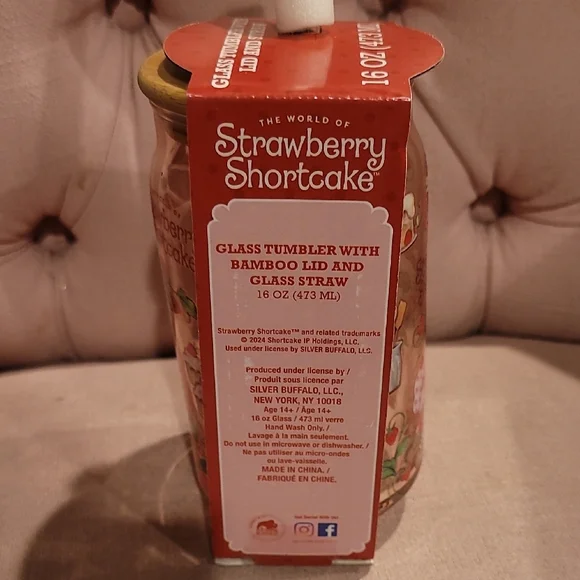 GLASS TUMBLER
LID AND
16 OZ (473
THE WORLD OF
Strawberry
Shortcake™
GLASS TUMBLER WITH
BAMBOO LID AND
GLASS STRAW
16 OZ (473 ML)
Strawberry Shortcake™ and related trademarks
© 2024 Shortcake IP Holdings, LLC.
Used under license by SILVER BUFFALO, LLC.
Produced under license by /
Produit sous licence par
SILVER BUFFALO, LLC.,
NEW YORK, NY 10018
Age 14+ / Âge 14+
16 oz Glass / 473 ml verre
Hand Wash Only. /
Lavage à la main seulement.
Do not use in microwave or dishwasher. /
Ne pas utiliser au micro-ondes
ou lave-vaisselle.
MADE IN CHINA. /
FABRIQUÉ EN CHINE.
Get Social With Us!